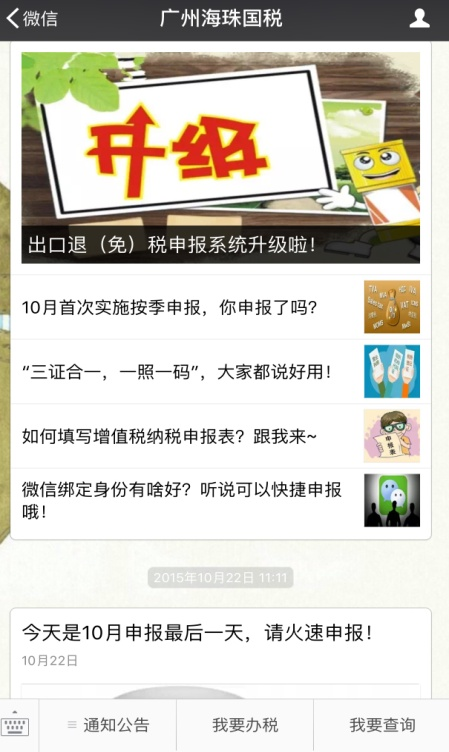 微信
广州海珠国税
升级
出口退（免）税申报系统升级啦！
10月首次实施按季申报，你申报了吗？
“三证合一，一照一码”，大家都说好用！
如何填写增值税纳税申报表？跟我来~
申报表
微信绑定身份有啥好？听说可以快捷申报
哦！
2015年10月22日 11:11
今天是10月申报最后一天，请火速申报！
10月22日
通知公告
我要办税
我要查询